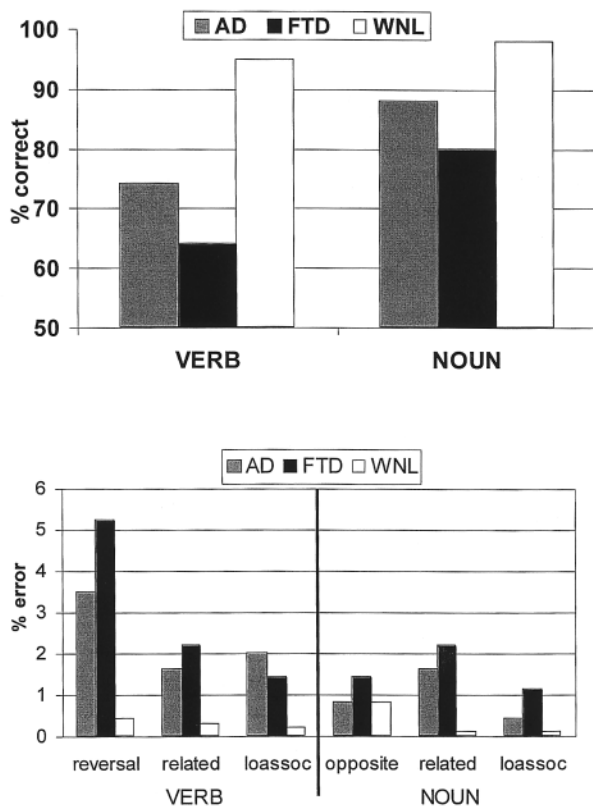 AD FTD WNL
% correct
100
90
80
70
60
50
VERB NOUN
AD FTD WNL
% error
6
5
4
3
2
1
0
reversal related loassoc opposite related loassoc
VERB NOUN